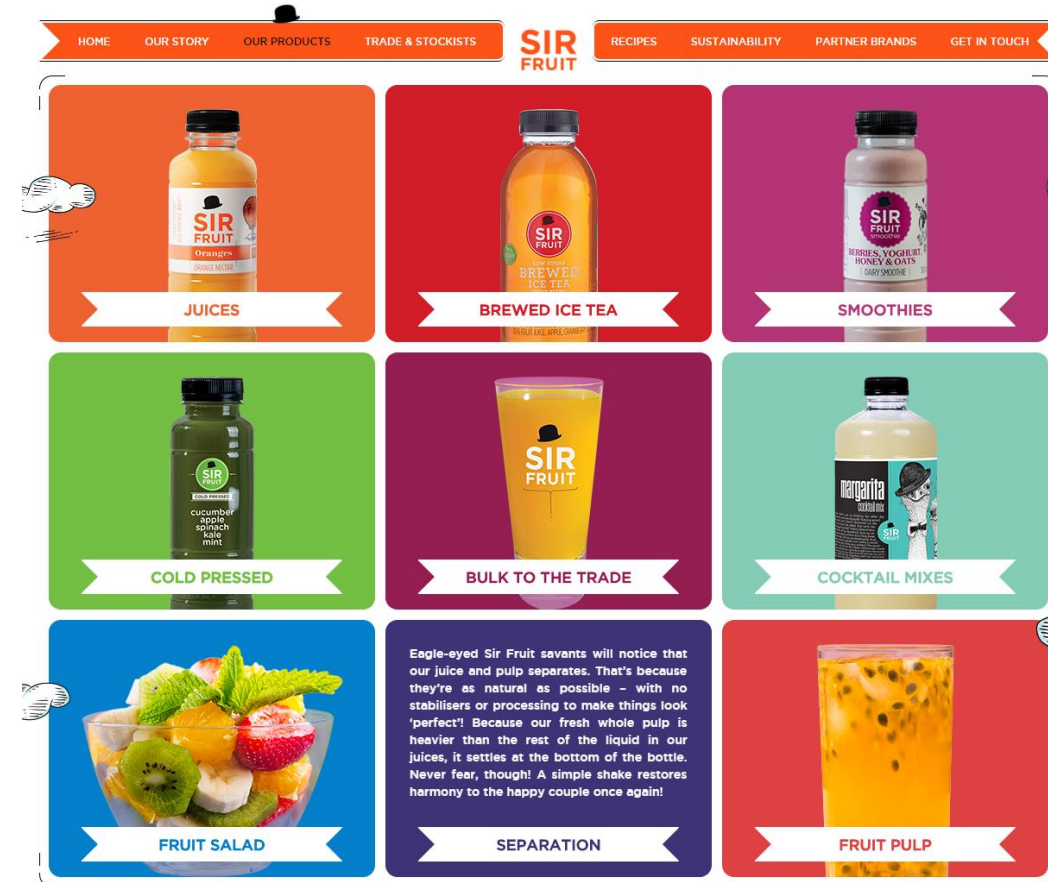 HOME OUR STORY OUR PRODUCTS TRADE & STOCKISTS
SIR
FRUIT
RECIPES SUSTAINABILITY PARTNER BRANDS GET IN TOUCH
SIR
FRUIT
Oranges
ORANGE NECTAR
JUICES
SIR
FRUIT
LOW SUGAR
BREWED
ICE TEA
BREWED ICE TEA
SIR
FRUIT
smoothie
BERRIES, YOGHURT,
HONEY & OATS
DAIRY SMOOTHIE
SMOOTHIES
SIR
FRUIT
COLD PRESSED
cucumber
apple
spinach
kale
mint
COLD PRESSED
SIR
FRUIT
BULK TO THE TRADE
margarita
cocktail mix
SIR
FRUIT
COCKTAIL MIXES
FRUIT SALAD
Eagle-eyed Sir Fruit savants will notice that
our juice and pulp separates. That's because
they're as natural as possible – with no
stabilisers or processing to make things look
'perfect'! Because our fresh whole pulp is
heavier than the rest of the liquid in our
juices, it settles at the bottom of the bottle.
Never fear, though! A simple shake restores
harmony to the happy couple once again!
SEPARATION
FRUIT PULP